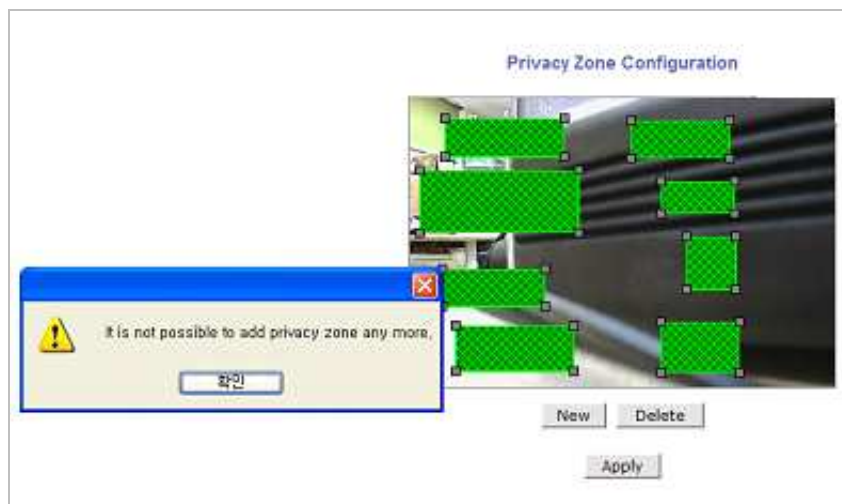 Privacy Zone Configuration
It is not possible to add privacy zone any more,
확인
New
Delete
Apply